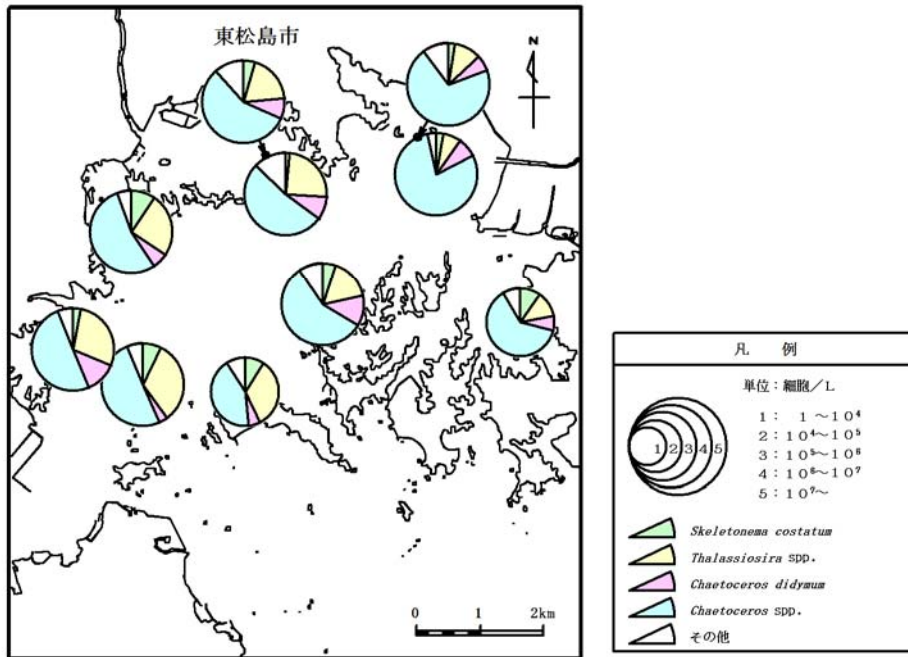 東松島市
N
0 1 2km
凡 例
単位：細胞／L
1： 1 ～10⁴
2：10⁴～10⁵
3：10⁵～10⁶
4：10⁶～10⁷
5：10⁷～
1 2 3 4 5
Skeletonema costatum
Thalassiosira spp.
Chaetoceros didymum
Chaetoceros spp.
その他